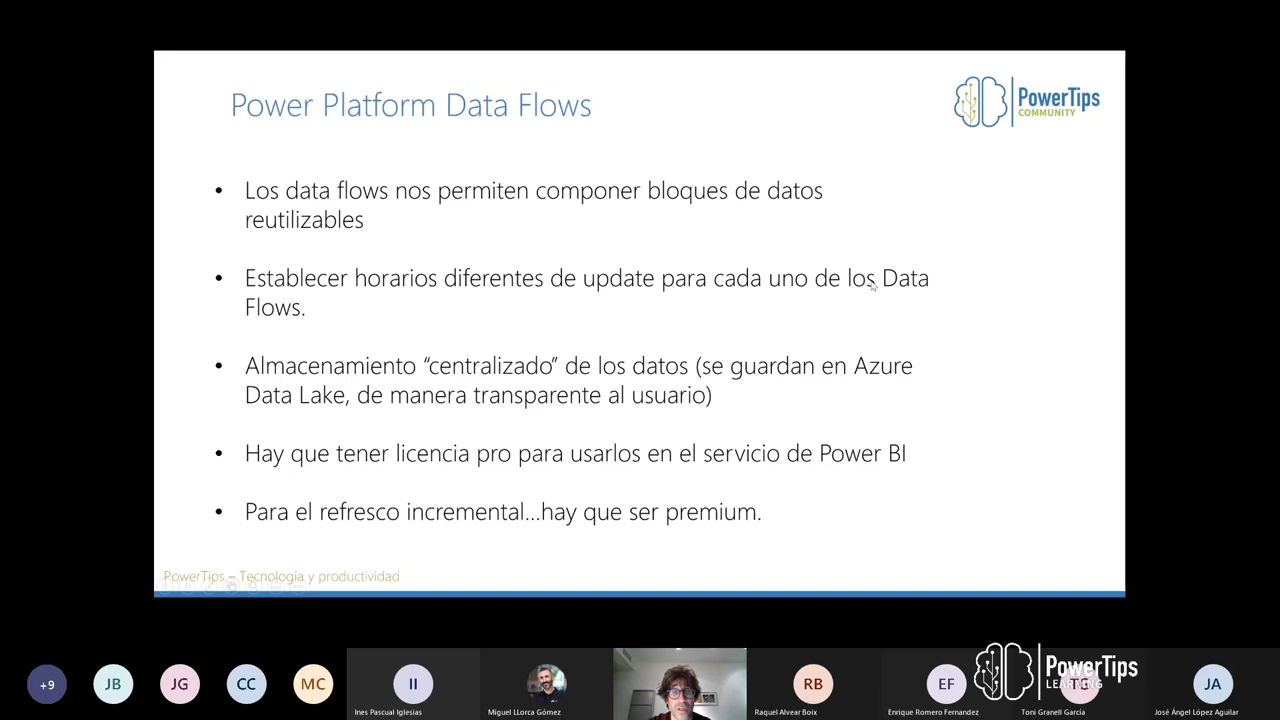 Power Platform Data Flows
PowerTips
COMMUNITY
• Los data flows nos permiten componer bloques de datos
reutilizables
• Establecer horarios diferentes de update para cada uno de los Data
Flows.
• Almacenamiento “centralizado” de los datos (se guardan en Azure
Data Lake, de manera transparente al usuario)
• Hay que tener licencia pro para usarlos en el servicio de Power BI
• Para el refresco incremental...hay que ser premium.
PowerTips – Tecnología y productividad
+9
JB
JG
CC
MC
II
RB
EF
JA
PowerTips
LEARNING
Ines Pascual Iglesias
Miguel LLorca Gómez
Raquel Alvear Boix
Enrique Romero Fernandez
Toni Granell García
José Ángel López Aguilar